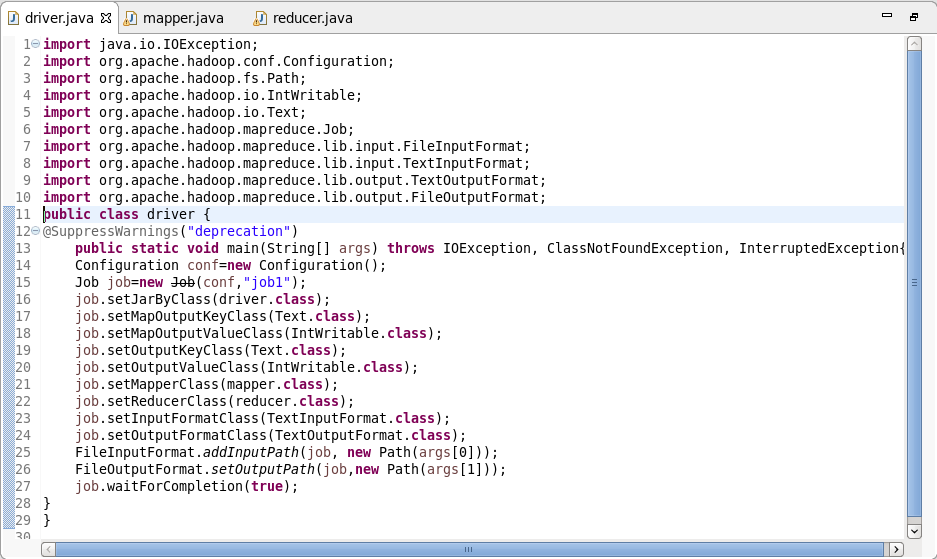 driver.java mapper.java reducer.java
1 import java.io.IOException;
2 import org.apache.hadoop.conf.Configuration;
3 import org.apache.hadoop.fs.Path;
4 import org.apache.hadoop.io.IntWritable;
5 import org.apache.hadoop.io.Text;
6 import org.apache.hadoop.mapreduce.Job;
7 import org.apache.hadoop.mapreduce.lib.input.FileInputFormat;
8 import org.apache.hadoop.mapreduce.lib.input.TextInputFormat;
9 import org.apache.hadoop.mapreduce.lib.output.TextOutputFormat;
10 import org.apache.hadoop.mapreduce.lib.output.FileOutputFormat;
11 public class driver {
12 @SuppressWarnings("deprecation")
13     public static void main(String[] args) throws IOException, ClassNotFoundException, InterruptedException{
14     Configuration conf=new Configuration();
15     Job job=new Job(conf,"job1");
16     job.setJarByClass(driver.class);
17     job.setMapOutputKeyClass(Text.class);
18     job.setMapOutputValueClass(IntWritable.class);
19     job.setOutputKeyClass(Text.class);
20     job.setOutputValueClass(IntWritable.class);
21     job.setMapperClass(mapper.class);
22     job.setReducerClass(reducer.class);
23     job.setInputFormatClass(TextInputFormat.class);
24     job.setOutputFormatClass(TextOutputFormat.class);
25     FileInputFormat.addInputPath(job, new Path(args[0]));
26     FileOutputFormat.setOutputPath(job,new Path(args[1]));
27     job.waitForCompletion(true);
28 }
29 }
30